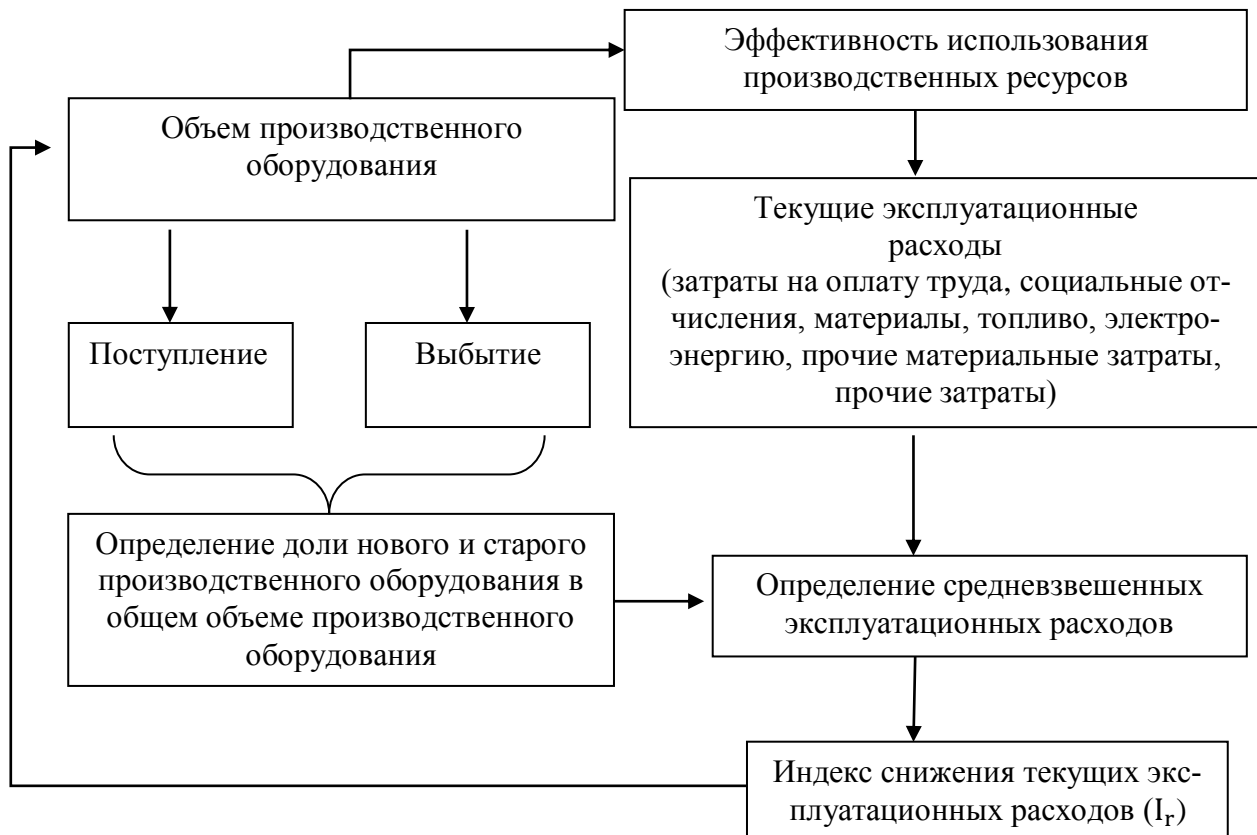 Эффективность использования
производственных ресурсов
Объем производственного
оборудования
Текущие эксплуатационные
расходы
(затраты на оплату труда, социальные от-
числения, материалы, топливо, электро-
энергию, прочие материальные затраты,
прочие затраты)
Поступление
Выбытие
Определение доли нового и старого
производственного оборудования в
общем объеме производственного
оборудования
Определение средневзвешенных
эксплуатационных расходов
Индекс снижения текущих экс-
плуатационных расходов (Iᵣ)